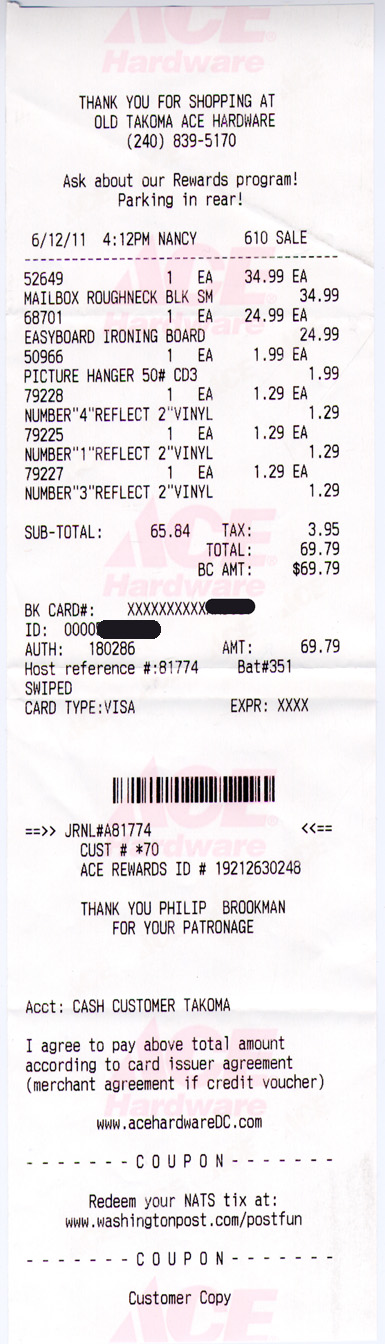 ACE
Hardware
THANK YOU FOR SHOPPING AT
OLD TAKOMA ACE HARDWARE
(240) 839-5170
Ask about our Rewards program!
Parking in rear!
6/12/11 4:12PM NANCY 610 SALE
52649 1 EA 34.99 EA
MAILBOX ROUGHNECK BLK SM 34.99
68701 1 EA 24.99 EA
EASYBOARD IRONING BOARD 24.99
50966 1 EA 1.99 EA
PICTURE HANGER 50# CD3 1.99
79228 1 EA 1.29 EA
NUMBER"4"REFLECT 2"VINYL 1.29
79225 1 EA 1.29 EA
NUMBER"1"REFLECT 2"VINYL 1.29
79227 1 EA 1.29 EA
NUMBER"3"REFLECT 2"VINYL 1.29
SUB-TOTAL: 65.84 TAX: 3.95
TOTAL: 69.79
BC AMT: $69.79
BK CARD#: XXXXXXXXXX
ID: 0000
AUTH: 180286 AMT: 69.79
Host reference #:81774 Bat#351
SWIPED
CARD TYPE:VISA EXPR: XXXX
==>> JRNL#A81774 <<==
CUST # *70
ACE REWARDS ID # 19212630248
THANK YOU PHILIP BROOKMAN
FOR YOUR PATRONAGE
Acct: CASH CUSTOMER TAKOMA
I agree to pay above total amount
according to card issuer agreement
(merchant agreement if credit voucher)
www.acehardwareDC.com
- - - - - - - C O U P O N - - - - - - -
Redeem your NATS tix at:
www.washingtonpost.com/postfun
- - - - - - - C O U P O N - - - - - - -
Customer Copy